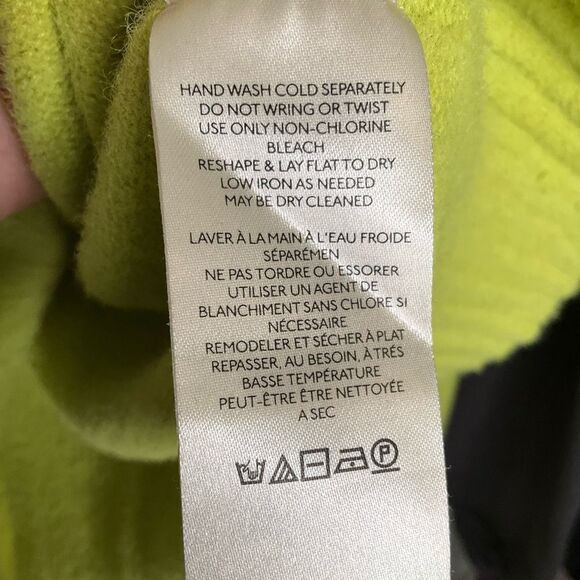 HAND WASH COLD SEPARATELY
DO NOT WRING OR TWIST
USE ONLY NON-CHLORINE
BLEACH
RESHAPE & LAY FLAT TO DRY
LOW IRON AS NEEDED
MAY BE DRY CLEANED
LAVER À LA MAIN À L'EAU FROIDE
SÉPARÉMEN
NE PAS TORDRE OU ESSORER
UTILISER UN AGENT DE
BLANCHIMENT SANS CHLORE SI
NÉCESSAIRE
REMODELER ET SÉCHER À PLAT
REPASSER, AU BESOIN, À TRÉS
BASSE TEMPÉRATURE
PEUT-ÊTRE ÊTRE NETTOYÉE
A SEC
P